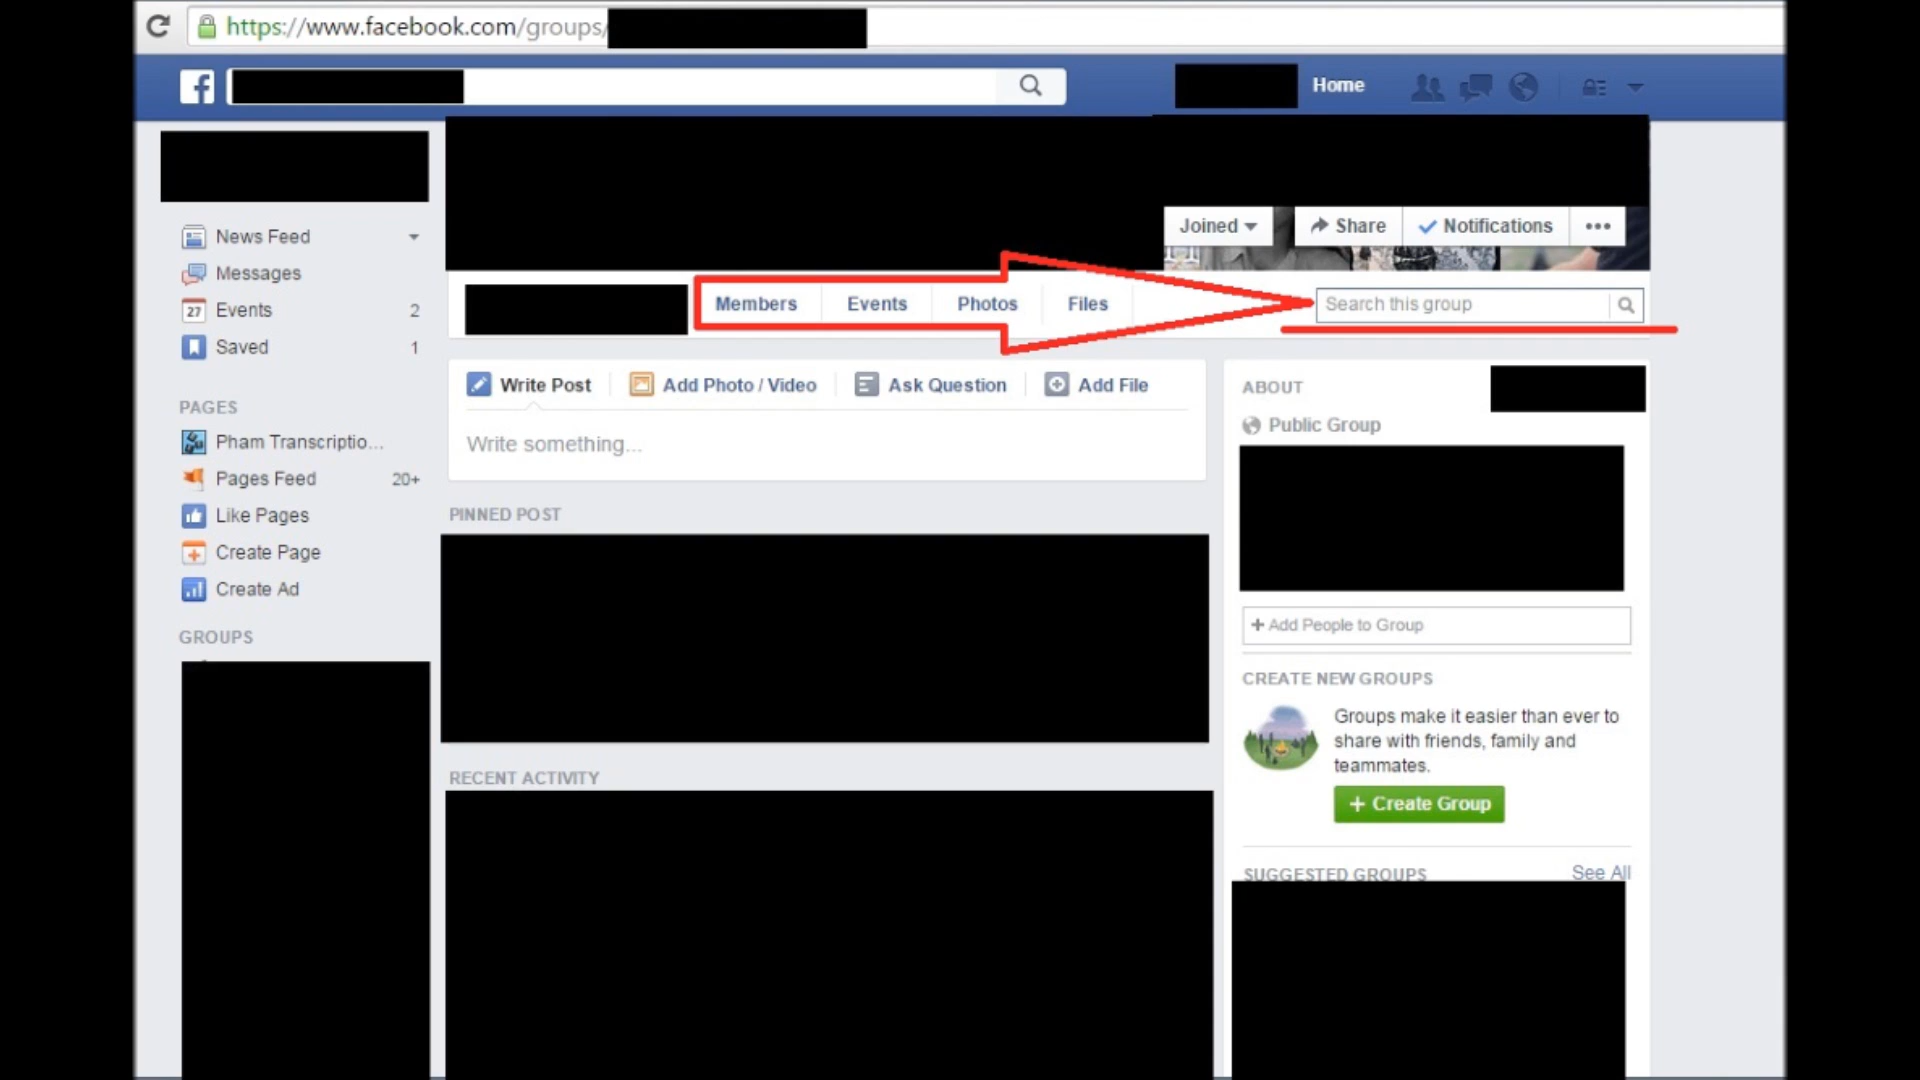 https://www.facebook.com/groups/
Home
Joined
Share
Notifications
Members
Events
Photos
Files
Search this group
News Feed
Messages
27 Events 2
Saved 1
PAGES
Pham Transcriptio...
Pages Feed 20+
Like Pages
Create Page
Create Ad
GROUPS
Write Post
Add Photo / Video
Ask Question
Add File
Write something...
PINNED POST
RECENT ACTIVITY
ABOUT
Public Group
+ Add People to Group
CREATE NEW GROUPS
Groups make it easier than ever to
share with friends, family and
teammates.
+ Create Group
SUGGESTED GROUPS
See All